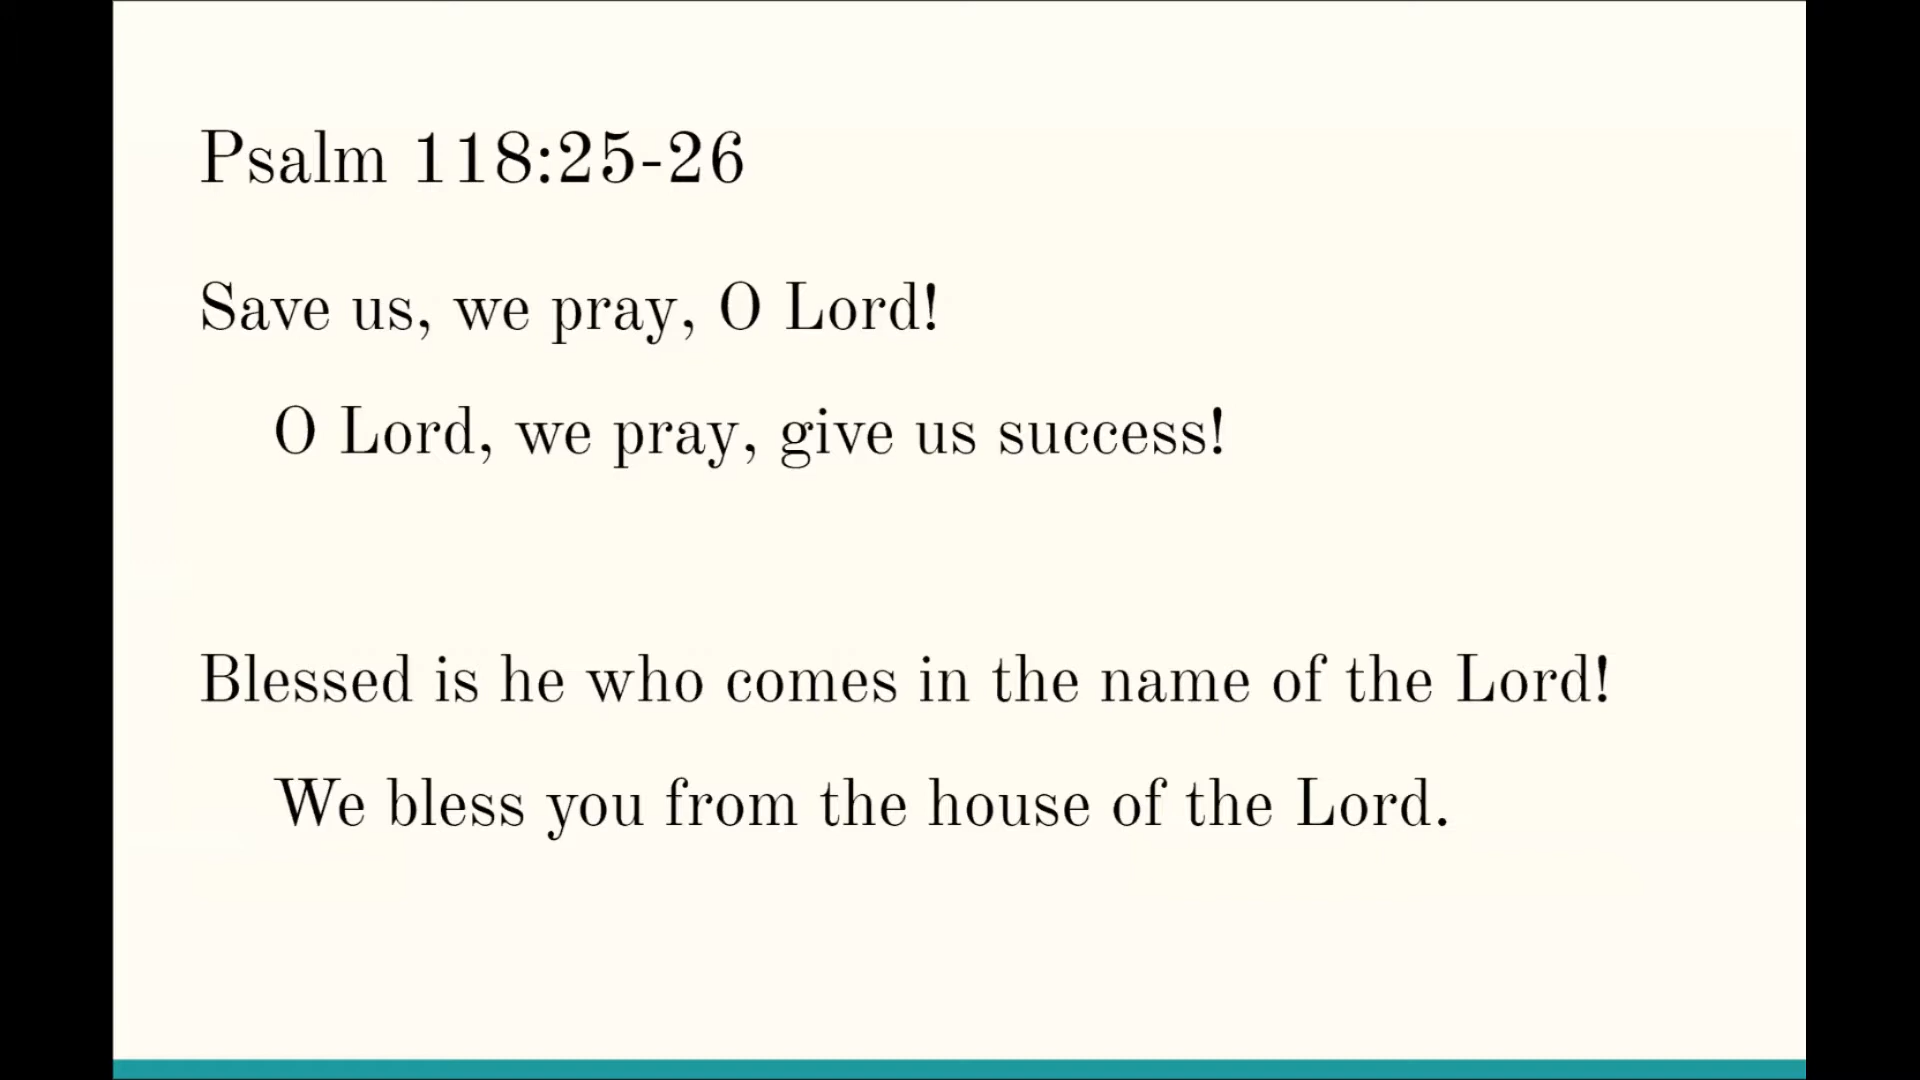 Psalm 118:25-26
Save us, we pray, O Lord!
O Lord, we pray, give us success!
Blessed is he who comes in the name of the Lord!
We bless you from the house of the Lord.